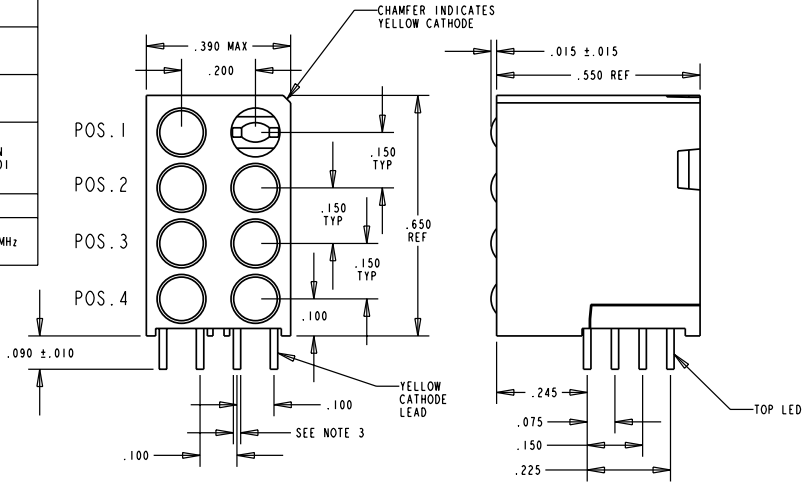 CHAMFER INDICATES
YELLOW CATHODE
.390 MAX
.200
.015 ±.015
.550 REF
N
01
MHz
POS.1
POS.2
POS.3
POS.4
.150
TYP
.150
TYP
.150
TYP
.650
REF
.100
.090 ±.010
YELLOW
CATHODE
LEAD
.100
SEE NOTE 3
.100
.245
.075
.150
.225
TOP LED